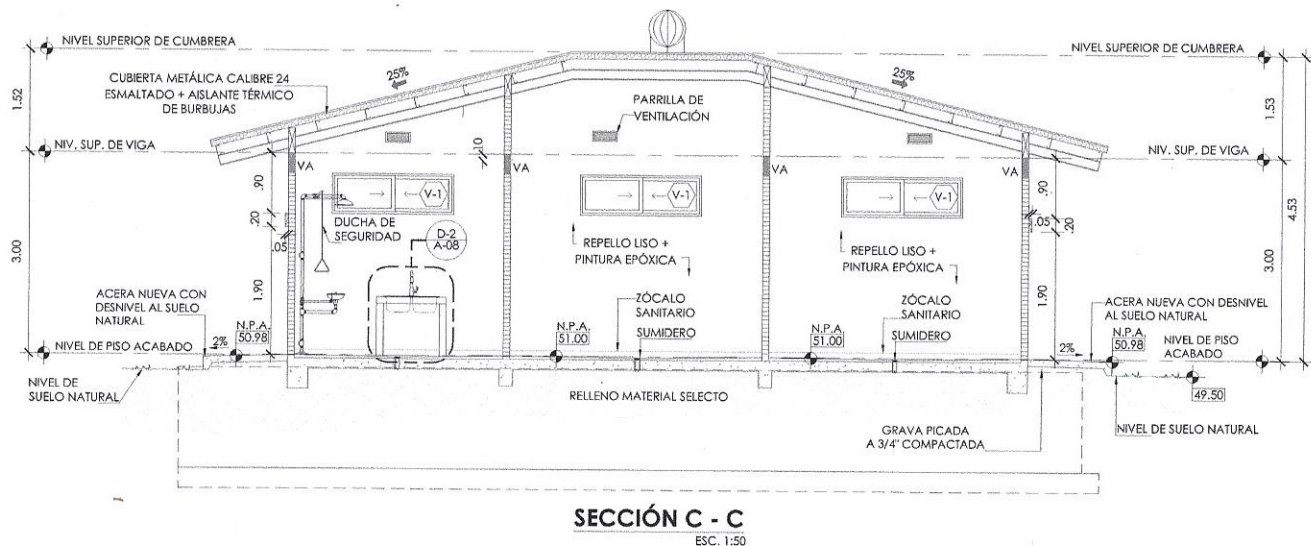 NIVEL SUPERIOR DE CUMBRERA
NIVEL SUPERIOR DE CUMBRERA
CUBIERTA METÁLICA CALIBRE 24
ESMALTADO + AISLANTE TÉRMICO
DE BURBUJAS
25%
25%
PARRILLA DE
VENTILACIÓN
1.52
1.53
4.53
NIV. SUP. DE VIGA
NIV. SUP. DE VIGA
.10
VA
VA
VA
VA
.90
.90
V-1
V-1
V-1
.20
.20
.05
.05
DUCHA DE
SEGURIDAD
D-2
A-08
REPELLO LISO +
PINTURA EPÓXICA
REPELLO LISO +
PINTURA EPÓXICA
3.00
3.00
1.90
1.90
ACERA NUEVA CON
DESNIVEL AL SUELO
NATURAL
ZÓCALO
SANITARIO
SUMIDERO
ZÓCALO
SANITARIO
SUMIDERO
ACERA NUEVA CON DESNIVEL
AL SUELO NATURAL
N.P.A.
50.98
N.P.A.
51.00
N.P.A.
51.00
N.P.A.
50.98
2%
2%
NIVEL DE PISO ACABADO
NIVEL DE PISO
ACABADO
NIVEL DE
SUELO NATURAL
RELLENO MATERIAL SELECTO
49.50
GRAVA PICADA
A 3/4" COMPACTADA
NIVEL DE SUELO NATURAL
SECCIÓN C - C
ESC. 1:50